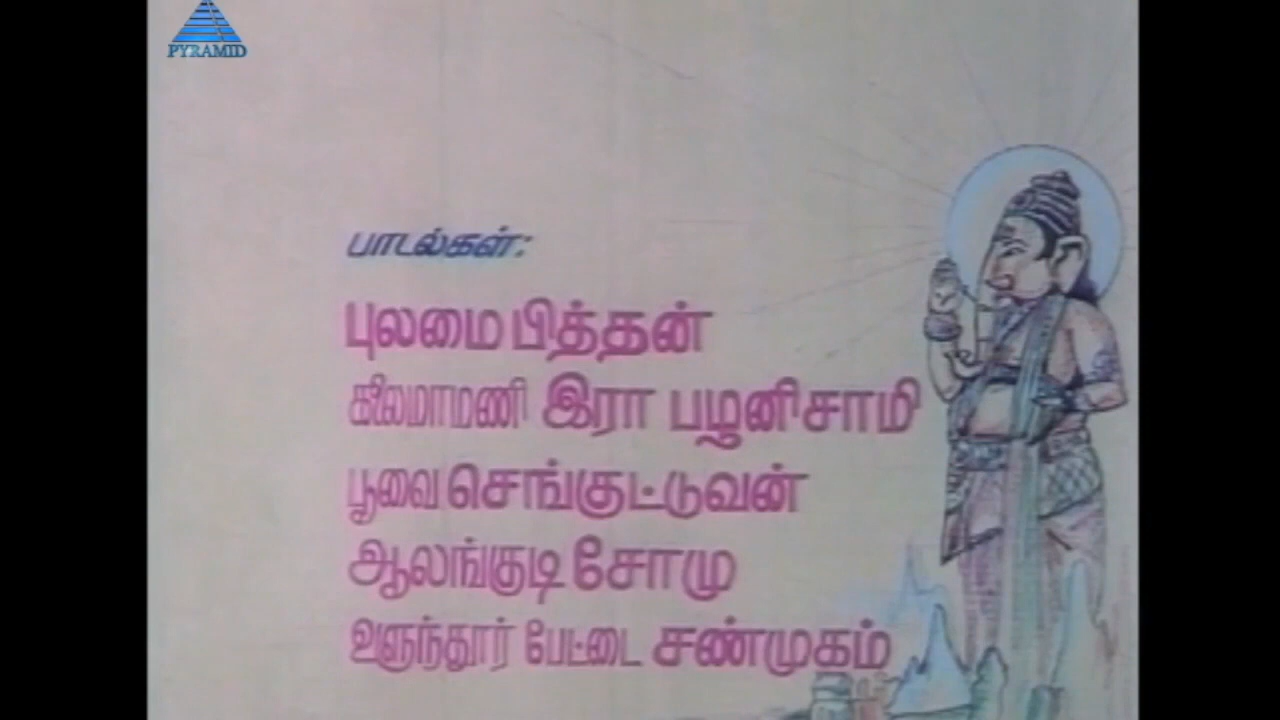 PYRAMID
பாடல்கள்:
புலமை பித்தன்
கலைமாமணி இரா பழனிசாமி
பூவை செங்குட்டுவன்
ஆலங்குடி சோமு
உளுந்தூர் பேட்டை சண்முகம்